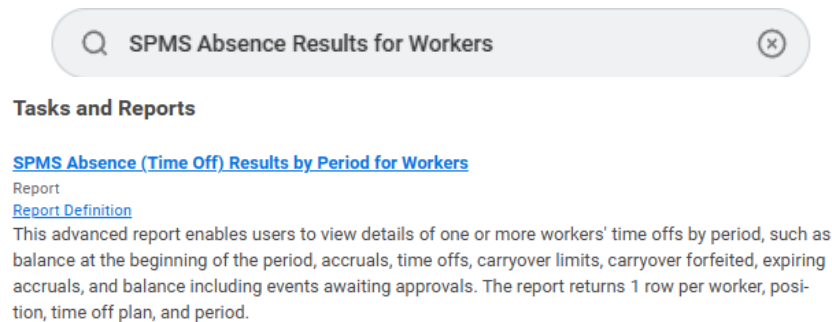 SPMS Absence Results for Workers
Tasks and Reports
SPMS Absence (Time Off) Results by Period for Workers
Report
Report Definition
This advanced report enables users to view details of one or more workers' time offs by period, such as
balance at the beginning of the period, accruals, time offs, carryover limits, carryover forfeited, expiring
accruals, and balance including events awaiting approvals. The report returns 1 row per worker, posi-
tion, time off plan, and period.